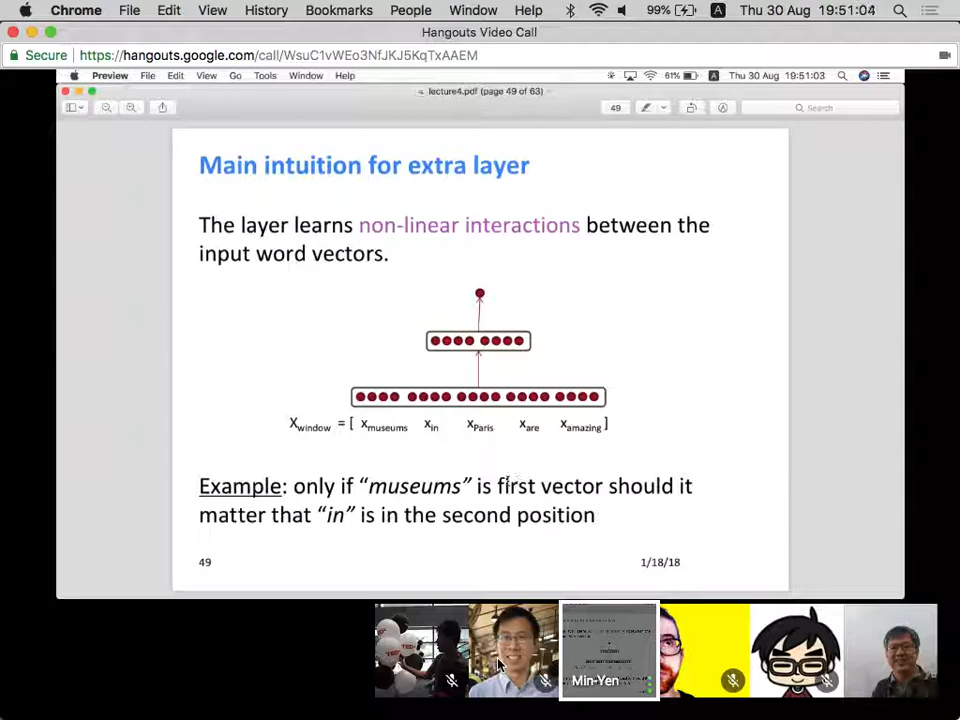 Chrome File Edit View History Bookmarks People Window Help 99% A Thu 30 Aug 19:51:04
Hangouts Video Call
Secure https://hangouts.google.com/call/WsuC1vWEo3NfJKJ5KqTxAAEM
Preview File Edit View Go Tools Window Help 61% A Thu 30 Aug 19:51:03
lecture4.pdf (page 49 of 63)
49 Search
Main intuition for extra layer
The layer learns non-linear interactions between the
input word vectors.
Xwindow = [ xmuseums xin xParis xare xamazing ]
Example: only if “museums” is first vector should it
matter that “in” is in the second position
49 1/18/18
Min-Yen